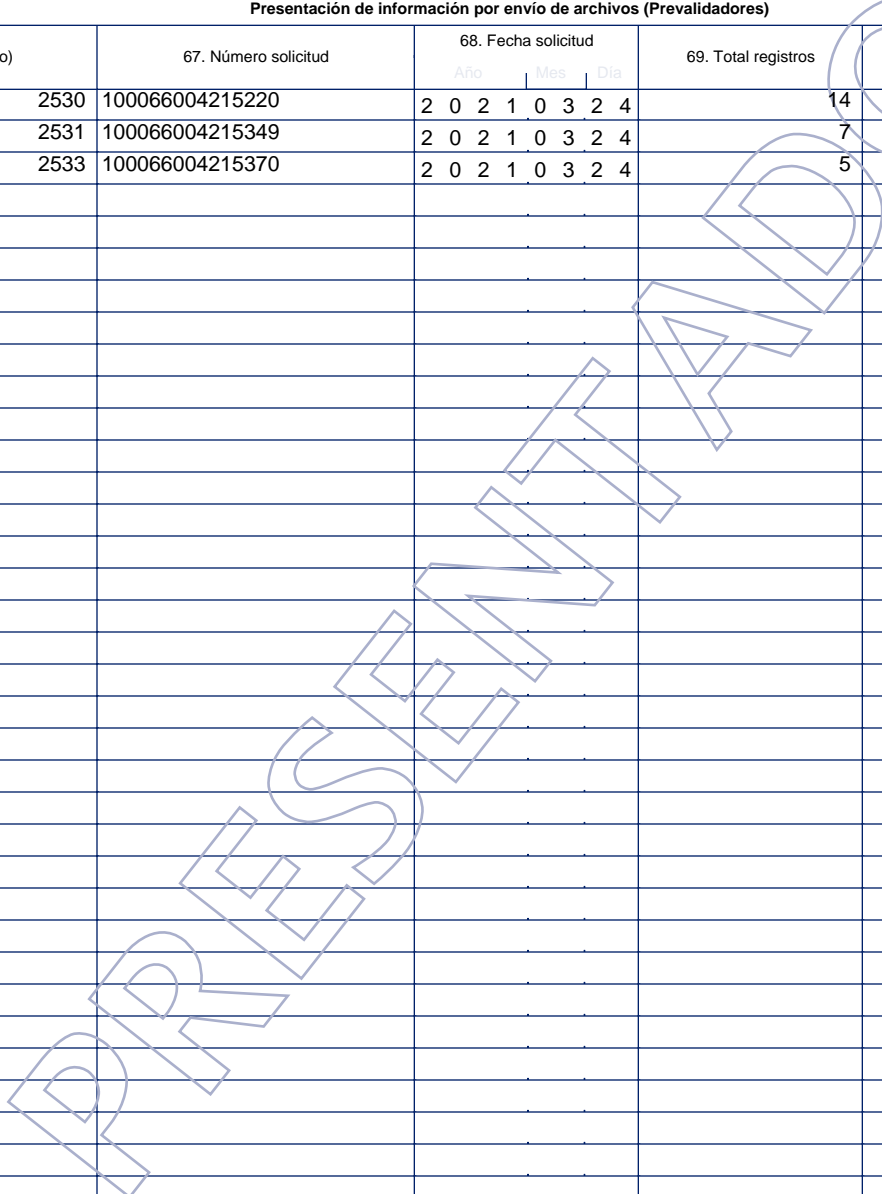 Presentación de información por envío de archivos (Prevalidadores)
o) 67. Número solicitud 68. Fecha solicitud 69. Total registros
Año Mes Día
2530 100066004215220 2 0 2 1 0 3 2 4 14
2531 100066004215349 2 0 2 1 0 3 2 4 7
2533 100066004215370 2 0 2 1 0 3 2 4 5
PRESENTADO